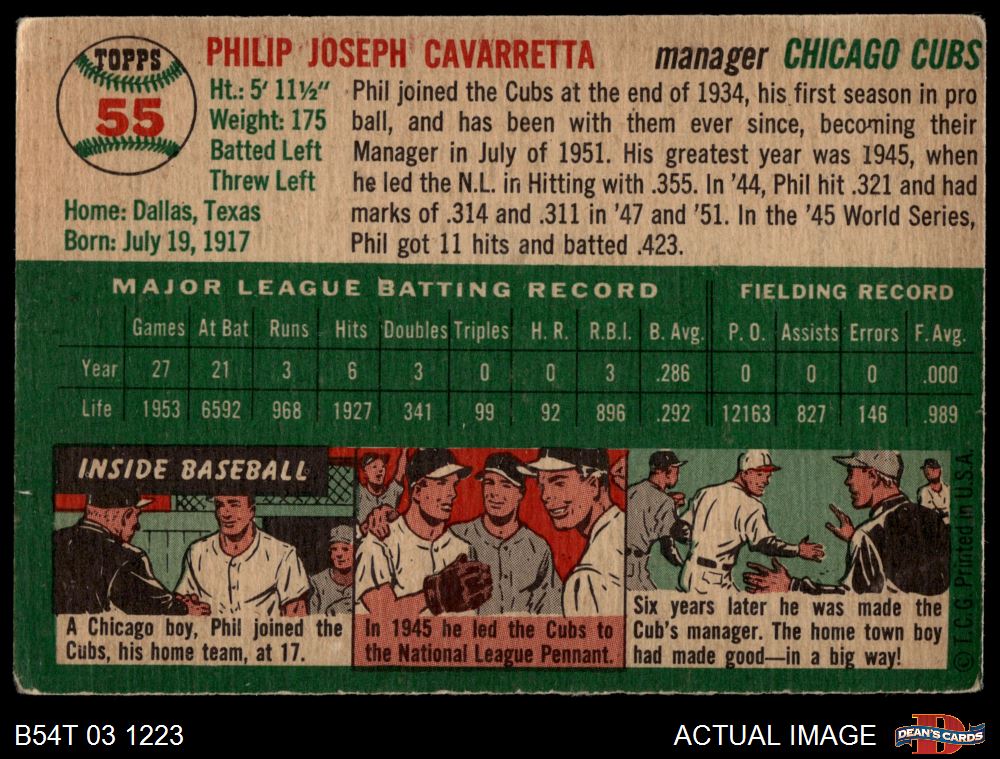 TOPPS
55
PHILIP JOSEPH CAVARRETTA manager CHICAGO CUBS
Ht.: 5' 11½"
Weight: 175
Batted Left
Threw Left
Home: Dallas, Texas
Born: July 19, 1917
Phil joined the Cubs at the end of 1934, his first season in pro
ball, and has been with them ever since, becoming their
Manager in July of 1951. His greatest year was 1945, when
he led the N.L. in Hitting with .355. In '44, Phil hit .321 and had
marks of .314 and .311 in '47 and '51. In the '45 World Series,
Phil got 11 hits and batted .423.
MAJOR LEAGUE BATTING RECORD FIELDING RECORD
Games At Bat Runs Hits Doubles Triples H. R. R.B.I. B. Avg. P. O. Assists Errors F. Avg.
Year 27 21 3 6 3 0 0 3 .286 0 0 0 .000
Life 1953 6592 968 1927 341 99 92 896 .292 12163 827 146 .989
INSIDE BASEBALL
A Chicago boy, Phil joined the
Cubs, his home team, at 17.
In 1945 he led the Cubs to
the National League Pennant.
Six years later he was made the
Cub's manager. The home town boy
had made good—in a big way!
© T.C.G. Printed in U.S.A.
B54T 03 1223
ACTUAL IMAGE
DEAN'S CARDS